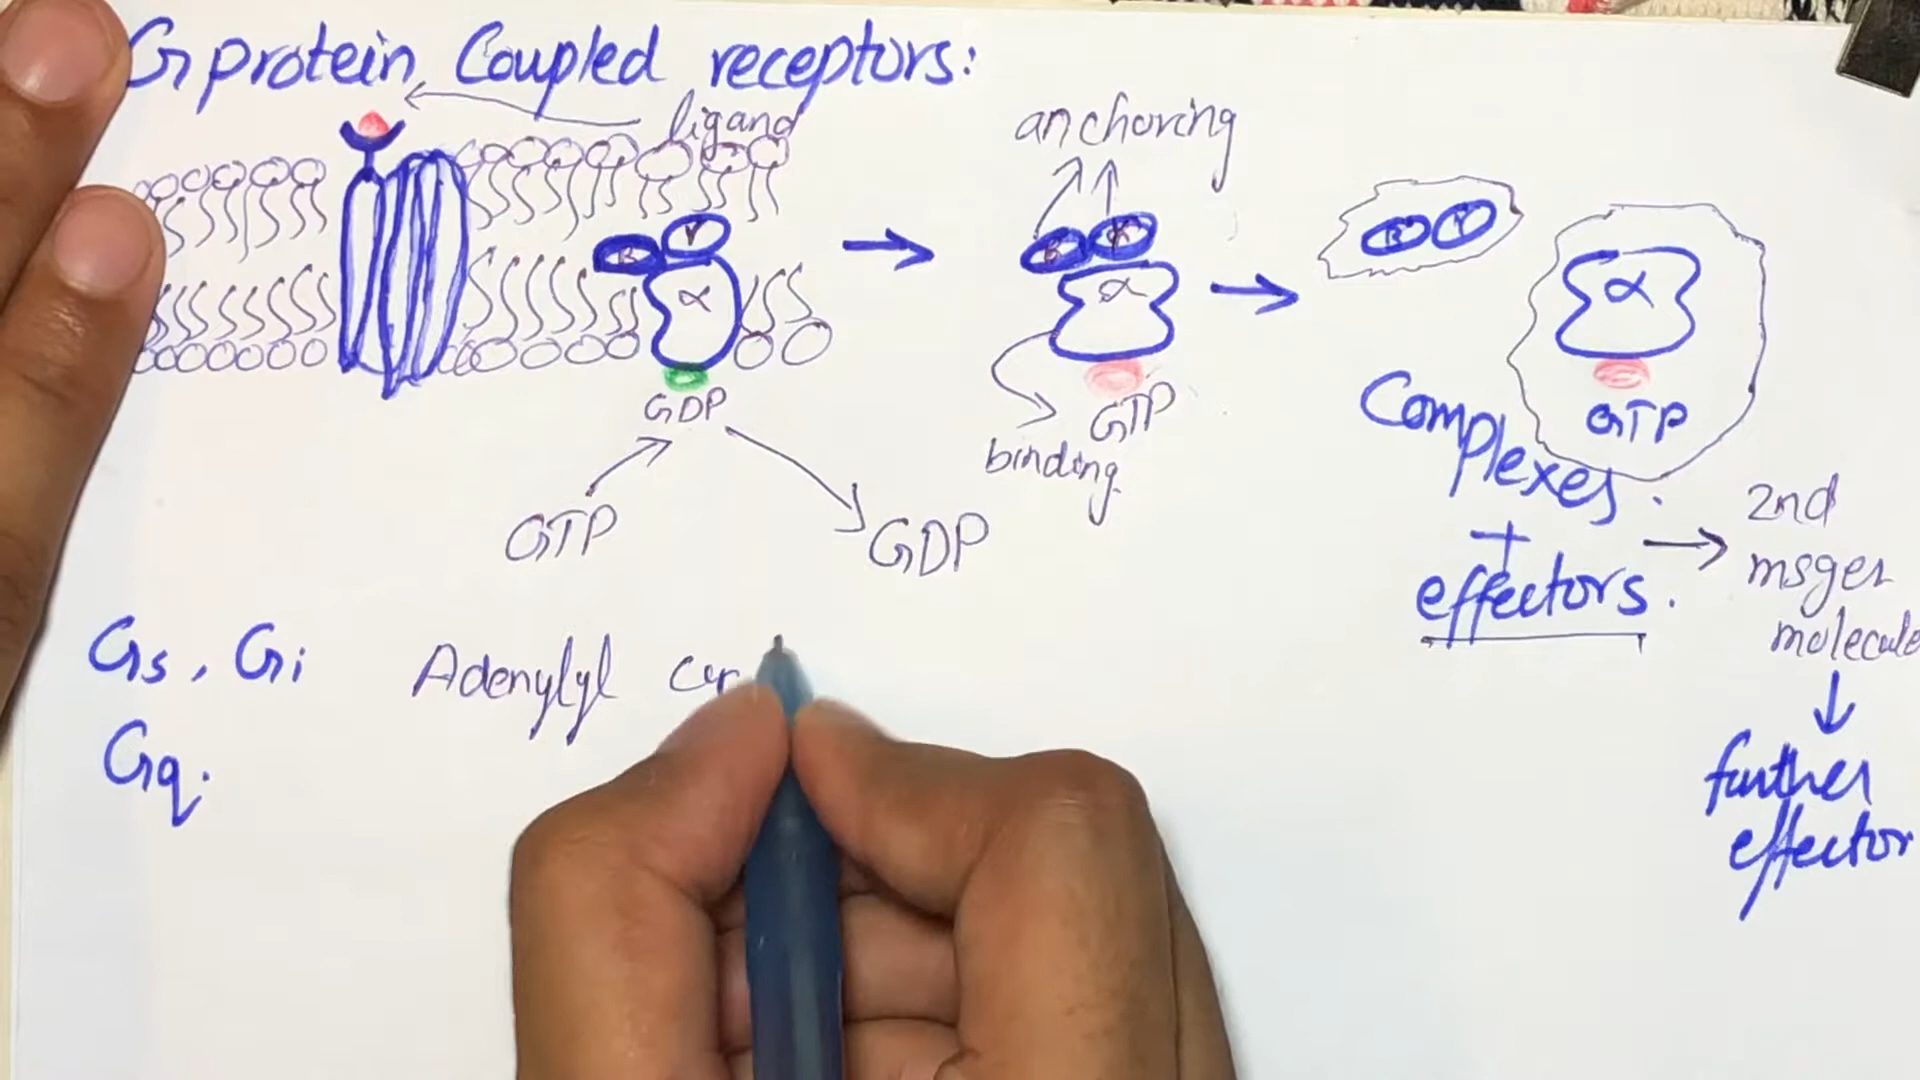 G protein Coupled receptors:
ligand
anchoring
γ
α
α
α
GDP
GTP
binding
GTP
GTP
GDP
Complexes.
+
effectors.
2nd
msger
molecule
further
effector
Gs, Gi
Gq.
Adenylyl